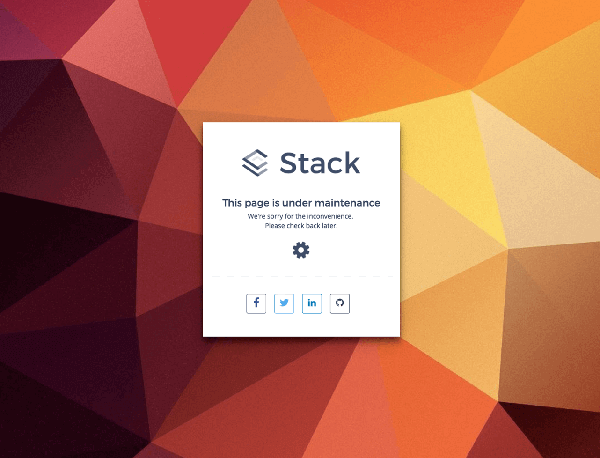 Stack
This page is under maintenance
We're sorry for the inconvenience.
Please check back later